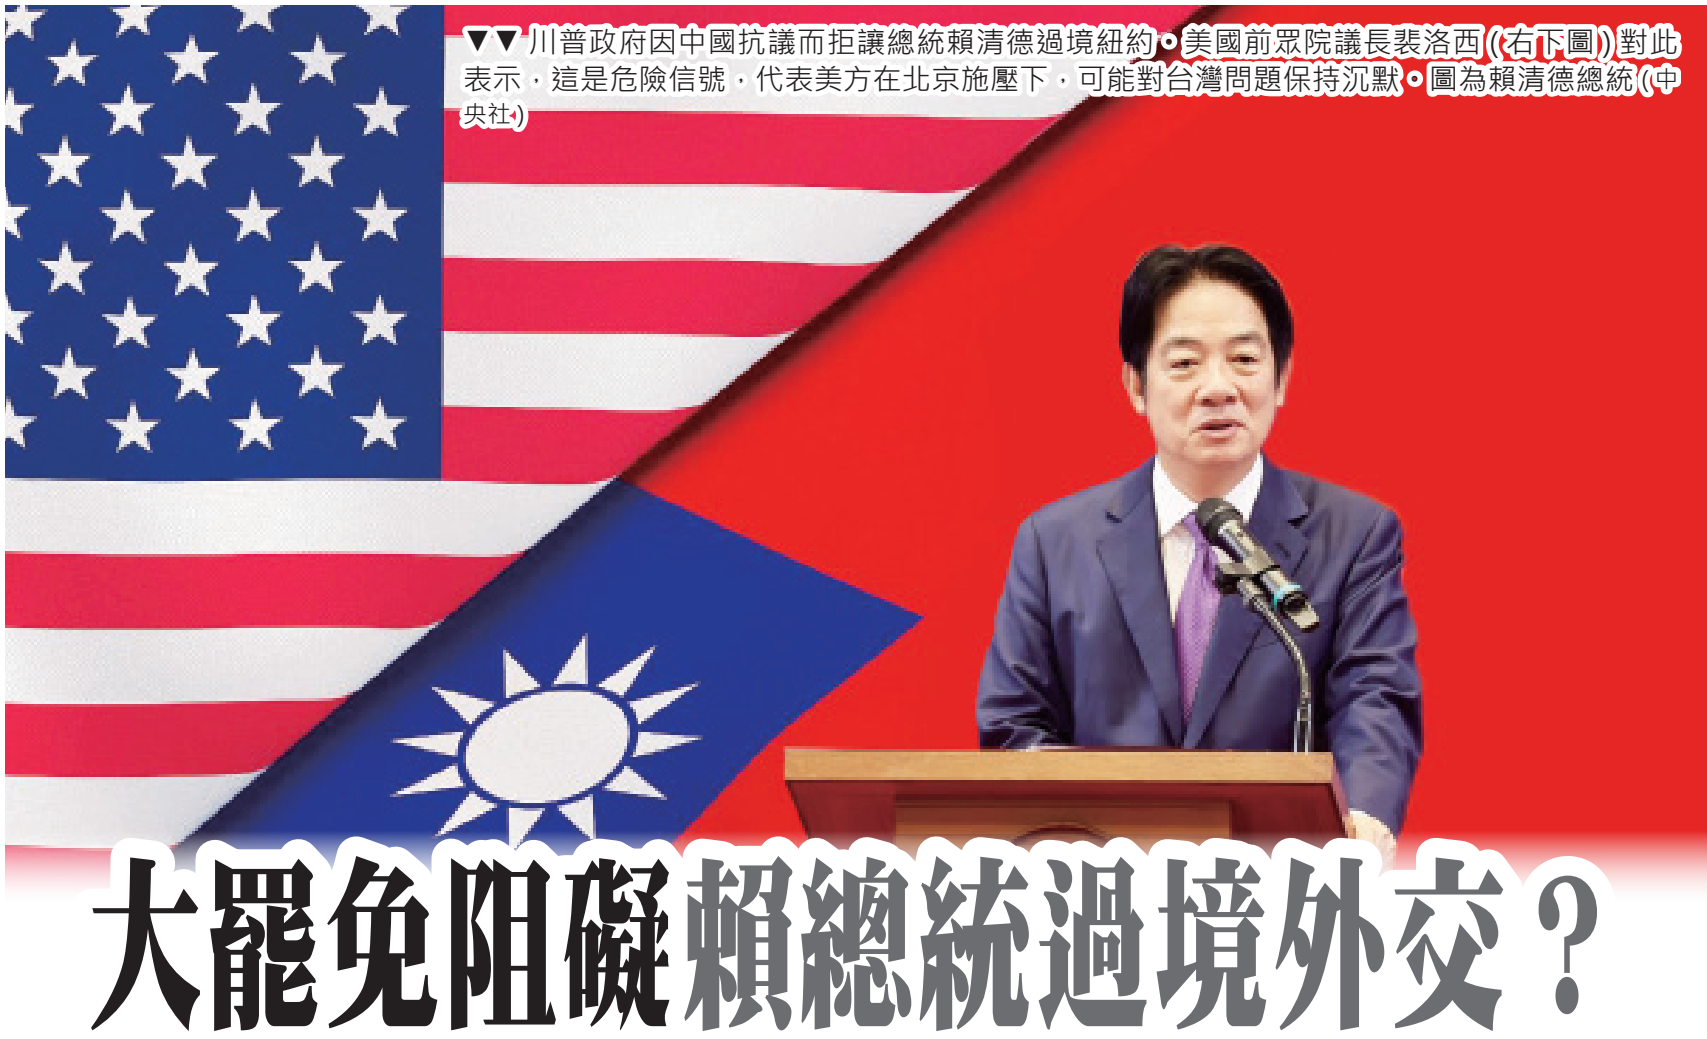 ▼▼川普政府因中國抗議而拒讓總統賴清德過境紐約。美國前眾院議長裴洛西(右下圖)對此
表示，這是危險信號，代表美方在北京施壓下，可能對台灣問題保持沉默。圖為賴清德總統(中
央社)
大罷免阻礙賴總統過境外交？